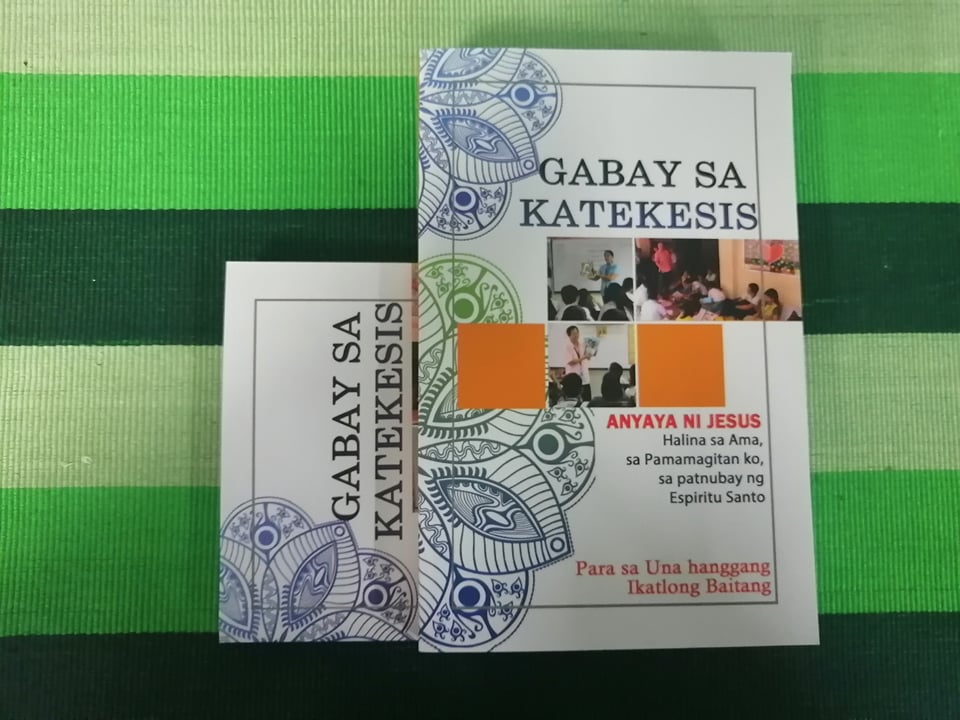 GABAY SA
KATEKESIS
ANYAYA NI JESUS
Halina sa Ama,
sa Pamamagitan ko,
sa patnubay ng
Espiritu Santo
Para sa Una hanggang
Ikatlong Baitang
GABAY SA
KATEKESIS